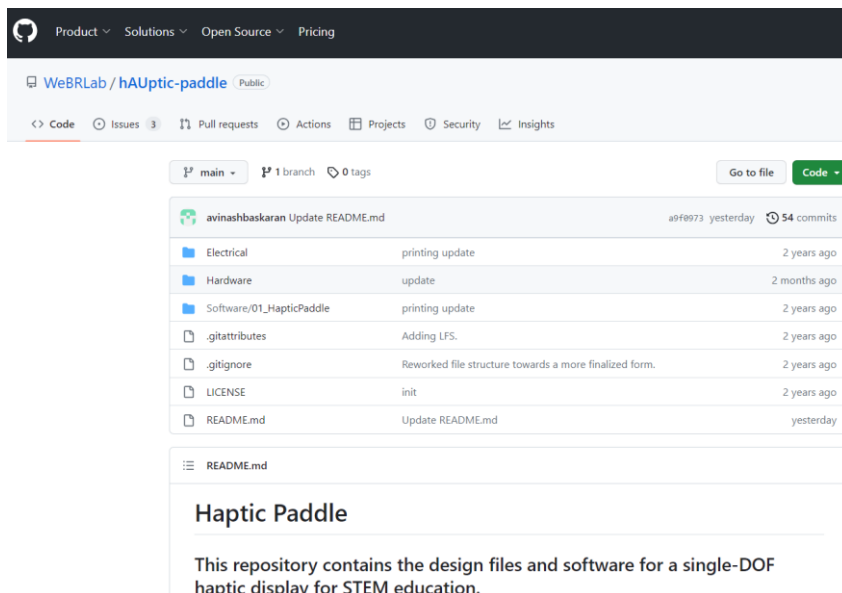 Product Solutions Open Source Pricing
WeBRLab / hAUptic-paddle Public
Code Issues 3 Pull requests Actions Projects Security Insights
main 1 branch 0 tags Go to file Code
avinashbaskaran Update README.md a9f0973 yesterday 54 commits
Electrical printing update 2 years ago
Hardware update 2 months ago
Software/01_HapticPaddle printing update 2 years ago
.gitattributes Adding LFS. 2 years ago
.gitignore Reworked file structure towards a more finalized form. 2 years ago
LICENSE init 2 years ago
README.md Update README.md yesterday
README.md
Haptic Paddle
This repository contains the design files and software for a single-DOF
haptic display for STEM education.